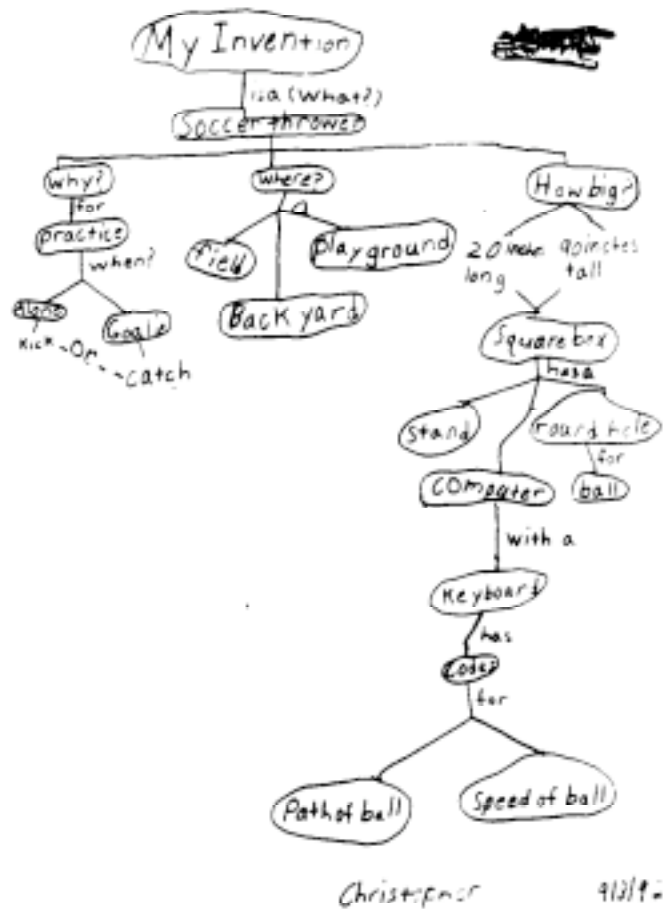 My Invention
is a (What?)
Soccer thrower
why?
where?
How big?
for
a
practice
field
playground
20
long
90 inches
tall
when?
Back yard
Alone
Goalie
Kick
Or
catch
Square box
has a
stand
round hole
for
Computer
ball
with a
Keyboard
has
Codes
for
Path of ball
Speed of ball
Christopher